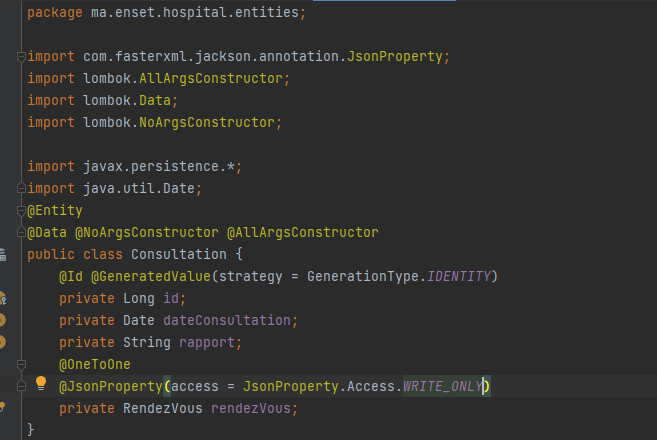 package ma.enset.hospital.entities;
import com.fasterxml.jackson.annotation.JsonProperty;
import lombok.AllArgsConstructor;
import lombok.Data;
import lombok.NoArgsConstructor;
import javax.persistence.*;
import java.util.Date;
@Entity
@Data @NoArgsConstructor @AllArgsConstructor
public class Consultation {
@Id @GeneratedValue(strategy = GenerationType.IDENTITY)
private Long id;
private Date dateConsultation;
private String rapport;
@OneToOne
@JsonProperty(access = JsonProperty.Access.WRITE_ONLY)
private RendezVous rendezVous;
}